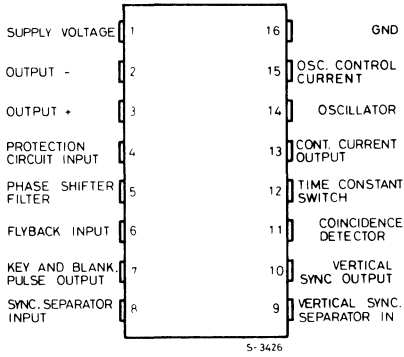 SUPPLY VOLTAGE 1 16 GND
OUTPUT - 2 15 OSC. CONTROL
CURRENT
OUTPUT + 3 14 OSCILLATOR
PROTECTION
CIRCUIT INPUT 4 13 CONT. CURRENT
OUTPUT
PHASE SHIFTER
FILTER 5 12 TIME CONSTANT
SWITCH
FLYBACK INPUT 6 11 COINCIDENCE
DETECTOR
KEY AND BLANK.
PULSE OUTPUT 7 10 VERTICAL
SYNC OUTPUT
SYNC. SEPARATOR
INPUT 8 9 VERTICAL SYNC.
SEPARATOR IN
S-3426